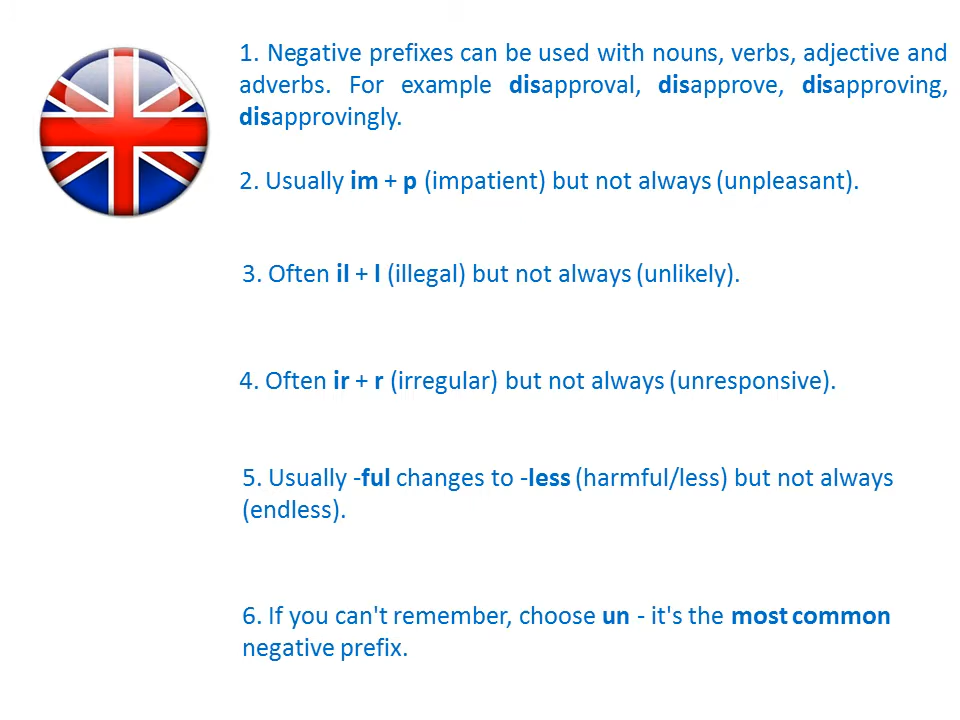 1. Negative prefixes can be used with nouns, verbs, adjective and
adverbs. For example disapproval, disapprove, disapproving,
disapprovingly.
2. Usually im + p (impatient) but not always (unpleasant).
3. Often il + l (illegal) but not always (unlikely).
4. Often ir + r (irregular) but not always (unresponsive).
5. Usually -ful changes to -less (harmful/less) but not always
(endless).
6. If you can't remember, choose un - it's the most common
negative prefix.